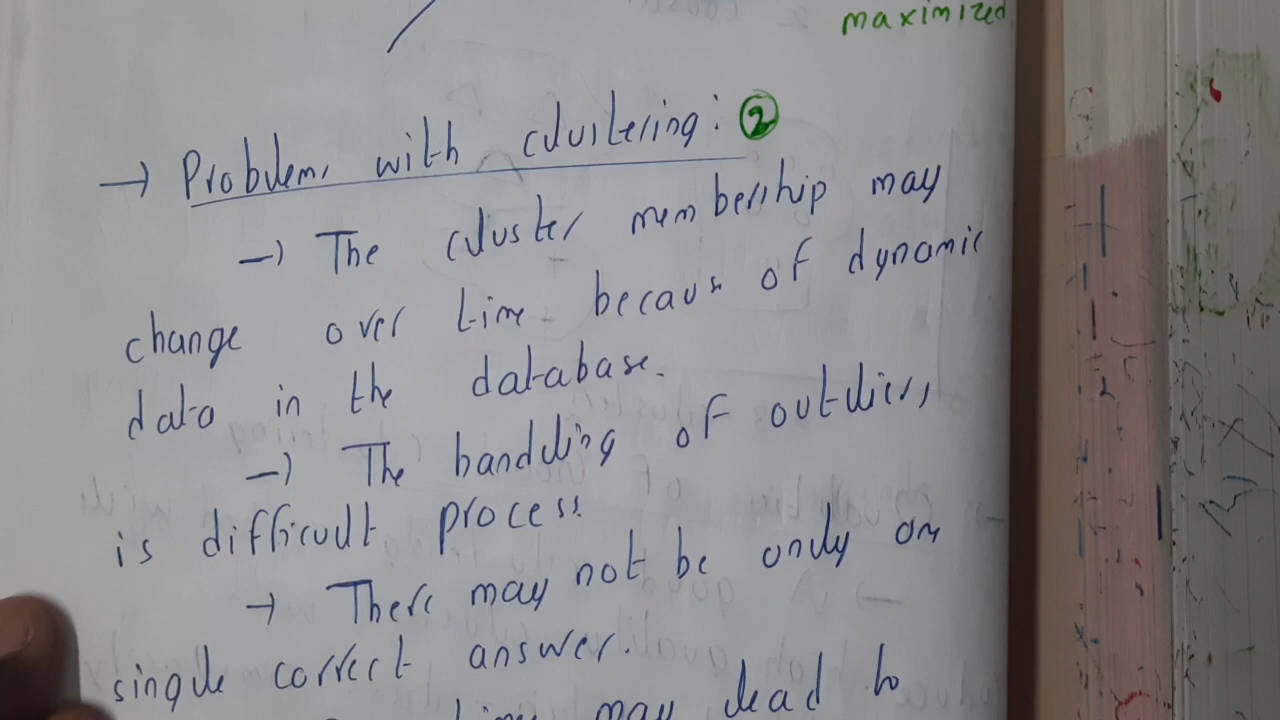 maximized
→ Problems with clustering: ②
→ The cluster membership may
change over time because of dynamic
data in the database.
→ The handling of outliers,
is difficult process
→ There may not be only one
single correct answer.
may lead to